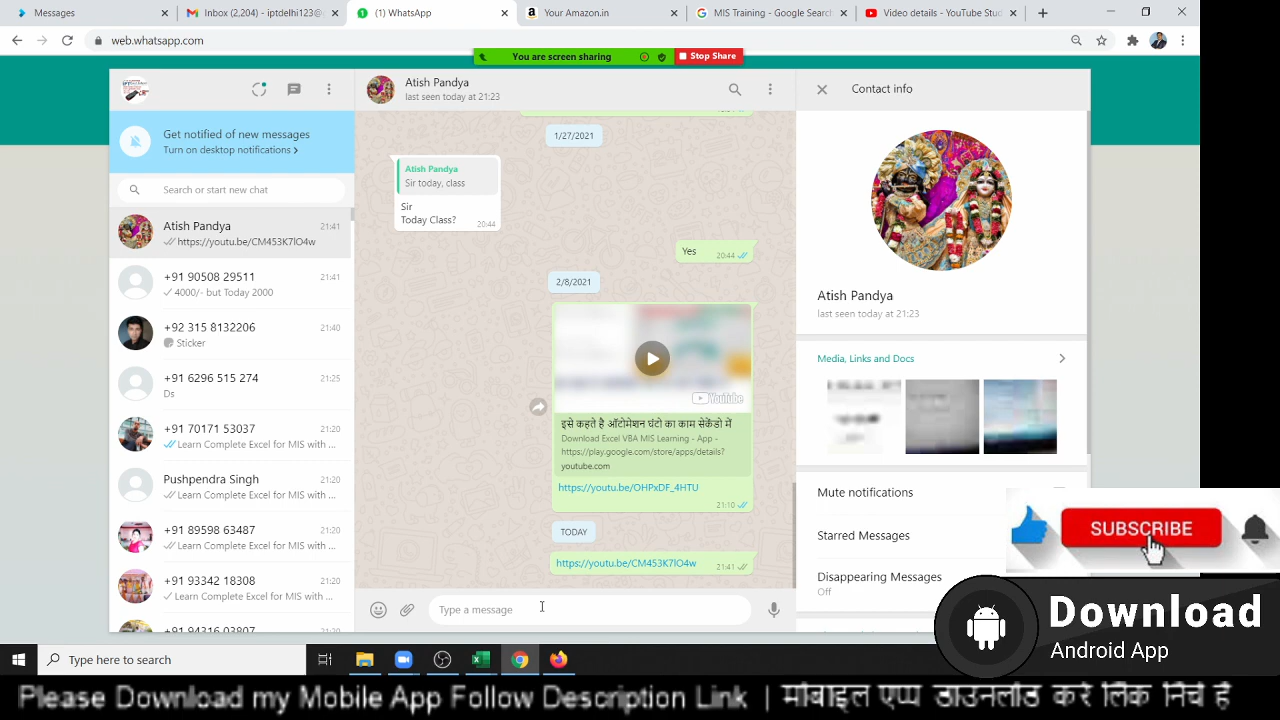 Messages
Inbox (2,204) - iptdelhi123@
(1) WhatsApp
Your Amazon.in
MIS Training - Google Search
Video details - YouTube Stud
web.whatsapp.com
You are screen sharing
Stop Share
Get notified of new messages
Turn on desktop notifications >
Search or start new chat
Atish Pandya
21:41
https://youtu.be/CM453K7lO4w
+91 90508 29511
21:41
4000/- but Today 2000
+92 315 8132206
21:40
Sticker
+91 6296 515 274
21:25
Ds
+91 70171 53037
21:20
Learn Complete Excel for MIS with ...
Pushpendra Singh
21:20
Learn Complete Excel for MIS with ...
+91 89598 63487
21:20
Learn Complete Excel for MIS with ...
+91 93342 18308
21:20
Learn Complete Excel for MIS with ...
+91 94316 03807
Atish Pandya
last seen today at 21:23
1/27/2021
Atish Pandya
Sir today, class
Sir
Today Class?
20:44
Yes
20:44
2/8/2021
YouTube
इसे कहते है ऑटोमेशन घंटो का काम सेकेंडो में
Download Excel VBA MIS Learning - App -
https://play.google.com/store/apps/details?
youtube.com
https://youtu.be/OHPxDF_4HTU
21:10
TODAY
https://youtu.be/CM453K7lO4w
21:41
Type a message
Contact info
Atish Pandya
last seen today at 21:23
Media, Links and Docs
Mute notifications
Starred Messages
Disappearing Messages
Off
SUBSCRIBE
Download
Android App
Type here to search
Please Download my Mobile App Follow Description Link | मोबाइल एप्प डाउनलोड करे लिंक निचे है